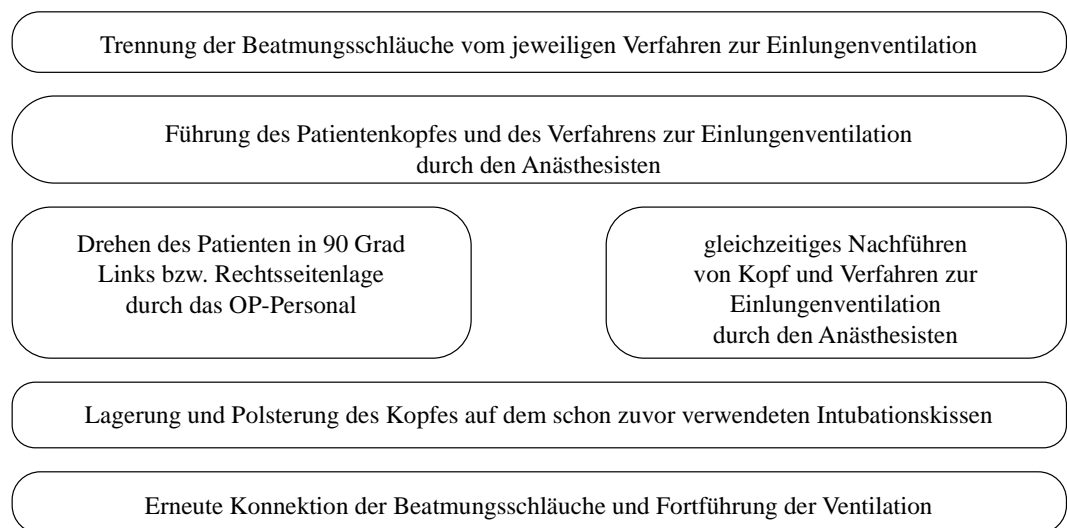 Trennung der Beatmungsschläuche vom jeweiligen Verfahren zur Einlungenventilation
Führung des Patientenkopfes und des Verfahrens zur Einlungenventilation
durch den Anästhesisten
Drehen des Patienten in 90 Grad
Links bzw. Rechtsseitenlage
durch das OP-Personal
gleichzeitiges Nachführen
von Kopf und Verfahren zur
Einlungenventilation
durch den Anästhesisten
Lagerung und Polsterung des Kopfes auf dem schon zuvor verwendeten Intubationskissen
Erneute Konnektion der Beatmungsschläuche und Fortführung der Ventilation